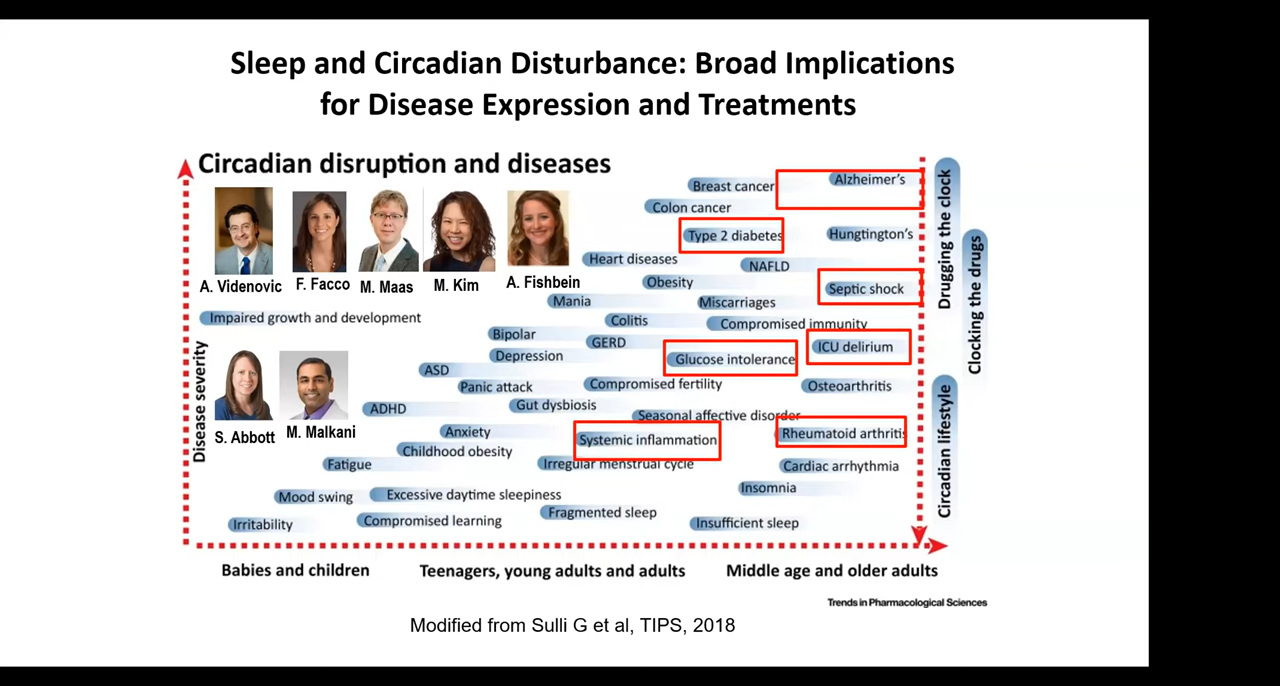 Sleep and Circadian Disturbance: Broad Implications
for Disease Expression and Treatments
Circadian disruption and diseases
A. Videnovic
F. Facco
M. Maas
M. Kim
A. Fishbein
S. Abbott
M. Malkani
Disease severity
Breast cancer
Alzheimer's
Colon cancer
Type 2 diabetes
Hungtington's
Heart diseases
NAFLD
Obesity
Septic shock
Mania
Miscarriages
Impaired growth and development
Colitis
Compromised immunity
Bipolar
GERD
ICU delirium
Depression
Glucose intolerance
ASD
Panic attack
Compromised fertility
Osteoarthritis
ADHD
Gut dysbiosis
Seasonal affective disorder
Anxiety
Systemic inflammation
Rheumatoid arthritis
Childhood obesity
Fatigue
Irregular menstrual cycle
Cardiac arrhythmia
Mood swing
Excessive daytime sleepiness
Insomnia
Fragmented sleep
Irritability
Compromised learning
Insufficient sleep
Drugging the clock
Clocking the drugs
Circadian lifestyle
Babies and children
Teenagers, young adults and adults
Middle age and older adults
Trends in Pharmacological Sciences
Modified from Sulli G et al, TIPS, 2018